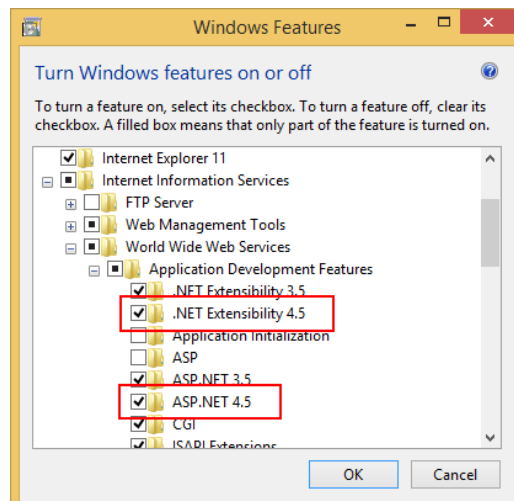 Windows Features
Turn Windows features on or off
To turn a feature on, select its checkbox. To turn a feature off, clear its
checkbox. A filled box means that only part of the feature is turned on.
Internet Explorer 11
Internet Information Services
FTP Server
Web Management Tools
World Wide Web Services
Application Development Features
.NET Extensibility 3.5
.NET Extensibility 4.5
Application Initialization
ASP
ASP.NET 3.5
ASP.NET 4.5
CGI
ISAPI Extensions
OK
Cancel